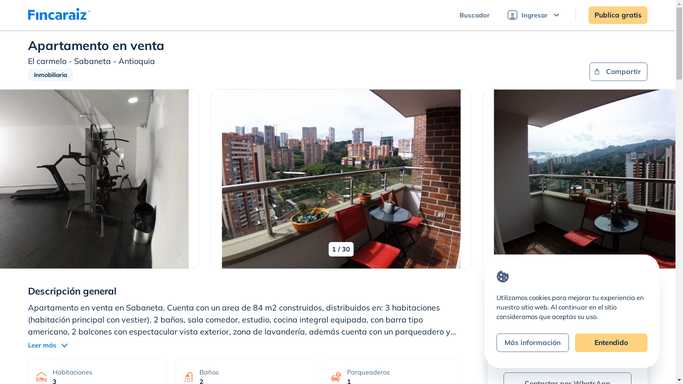 Fincaraiz
Buscador
Ingresar
Publica gratis
Apartamento en venta
El carmelo - Sabaneta - Antioquia
Inmobiliaria
Compartir
1 / 30
Descripción general
Apartamento en venta en Sabaneta. Cuenta con un area de 84 m2 construidos, distribuidos en: 3 habitaciones
(habitación principal con vestier), 2 baños, sala comedor, estudio, cocina integral equipada, con barra tipo
americano, 2 balcones con espectacular vista exterior, zona de lavandería, además cuenta con un parqueadero y...
Leer más
Habitaciones
3
Baños
2
Parqueaderos
1
Utilizamos cookies para mejorar tu experiencia en
nuestro sitio web. Al continuar en el sitio
consideramos que aceptas su uso.
Más información
Entendido
Contactar por WhatsApp